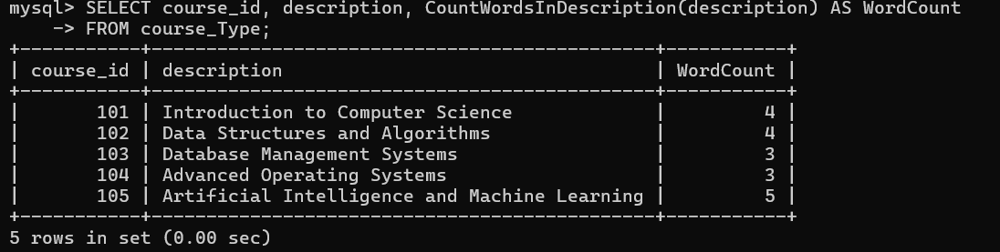 mysql> SELECT course_id, description, CountWordsInDescription(description) AS WordCount
    -> FROM course_Type;
+-----------+----------------------------------------------+-----------+
| course_id | description                                  | WordCount |
+-----------+----------------------------------------------+-----------+
|       101 | Introduction to Computer Science             |         4 |
|       102 | Data Structures and Algorithms               |         4 |
|       103 | Database Management Systems                  |         3 |
|       104 | Advanced Operating Systems                   |         3 |
|       105 | Artificial Intelligence and Machine Learning |         5 |
+-----------+----------------------------------------------+-----------+
5 rows in set (0.00 sec)